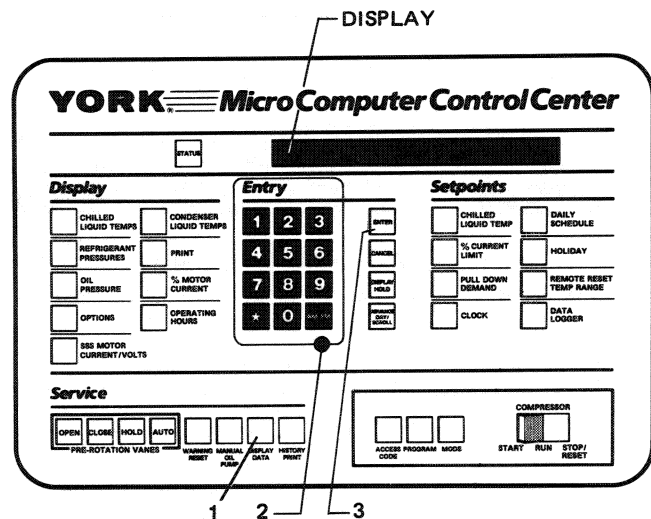 DISPLAY
YORK® MicroComputer Control Center
STATUS
Display
CHILLED
LIQUID TEMPS
CONDENSER
LIQUID TEMPS
REFRIGERANT
PRESSURES
PRINT
OIL
PRESSURE
% MOTOR
CURRENT
OPTIONS
OPERATING
HOURS
SSS MOTOR
CURRENT/VOLTS
Entry
1 2 3
4 5 6
7 8 9
* 0
ENTER
CANCEL
DISPLAY
HOLD
ADVANCE
DAY/
SCROLL
Setpoints
CHILLED
LIQUID TEMP
DAILY
SCHEDULE
% CURRENT
LIMIT
HOLIDAY
PULL DOWN
DEMAND
REMOTE RESET
TEMP RANGE
CLOCK
DATA
LOGGER
Service
OPEN CLOSE HOLD AUTO
PRE-ROTATION VANES
WARNING
RESET
MANUAL
OIL
PUMP
DISPLAY
DATA
HISTORY
PRINT
ACCESS
CODE
PROGRAM
MODE
COMPRESSOR
START RUN STOP/
RESET
1 2 3